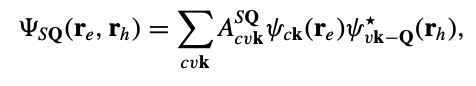 Ψ_{SQ}(r_e, r_h) = ∑_{cvk} A^{SQ}_{cvk} ψ_{ck}(r_e) ψ^⋆_{vk−Q}(r_h),